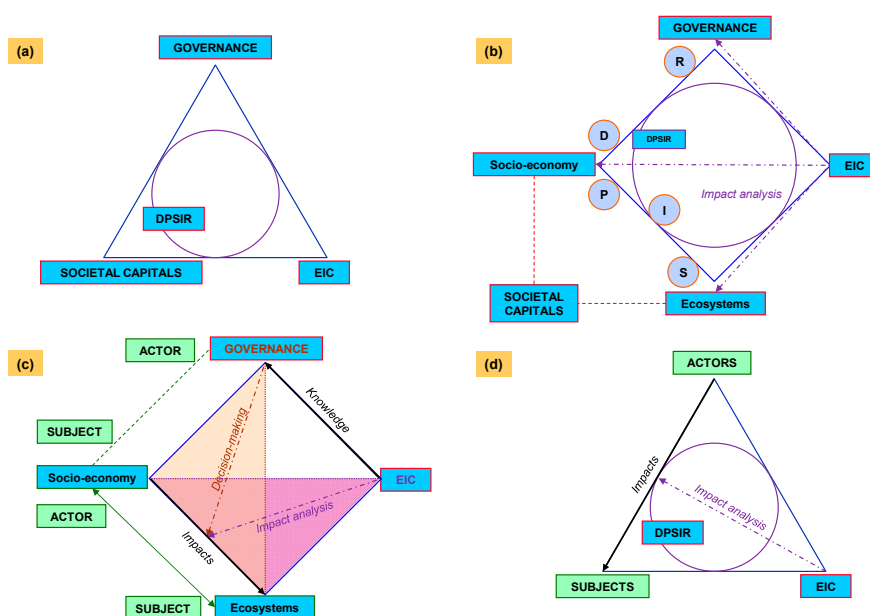 (a)
GOVERNANCE
DPSIR
SOCIETAL CAPITALS
EIC
(b)
GOVERNANCE
R
D
DPSIR
Socio-economy
EIC
P
Impact analysis
I
S
SOCIETAL
CAPITALS
Ecosystems
(c)
ACTOR
GOVERNANCE
Knowledge
Decision-making
SUBJECT
Socio-economy
EIC
ACTOR
Impact analysis
Impacts
SUBJECT
Ecosystems
(d)
ACTORS
Impacts
Impact analysis
DPSIR
SUBJECTS
EIC